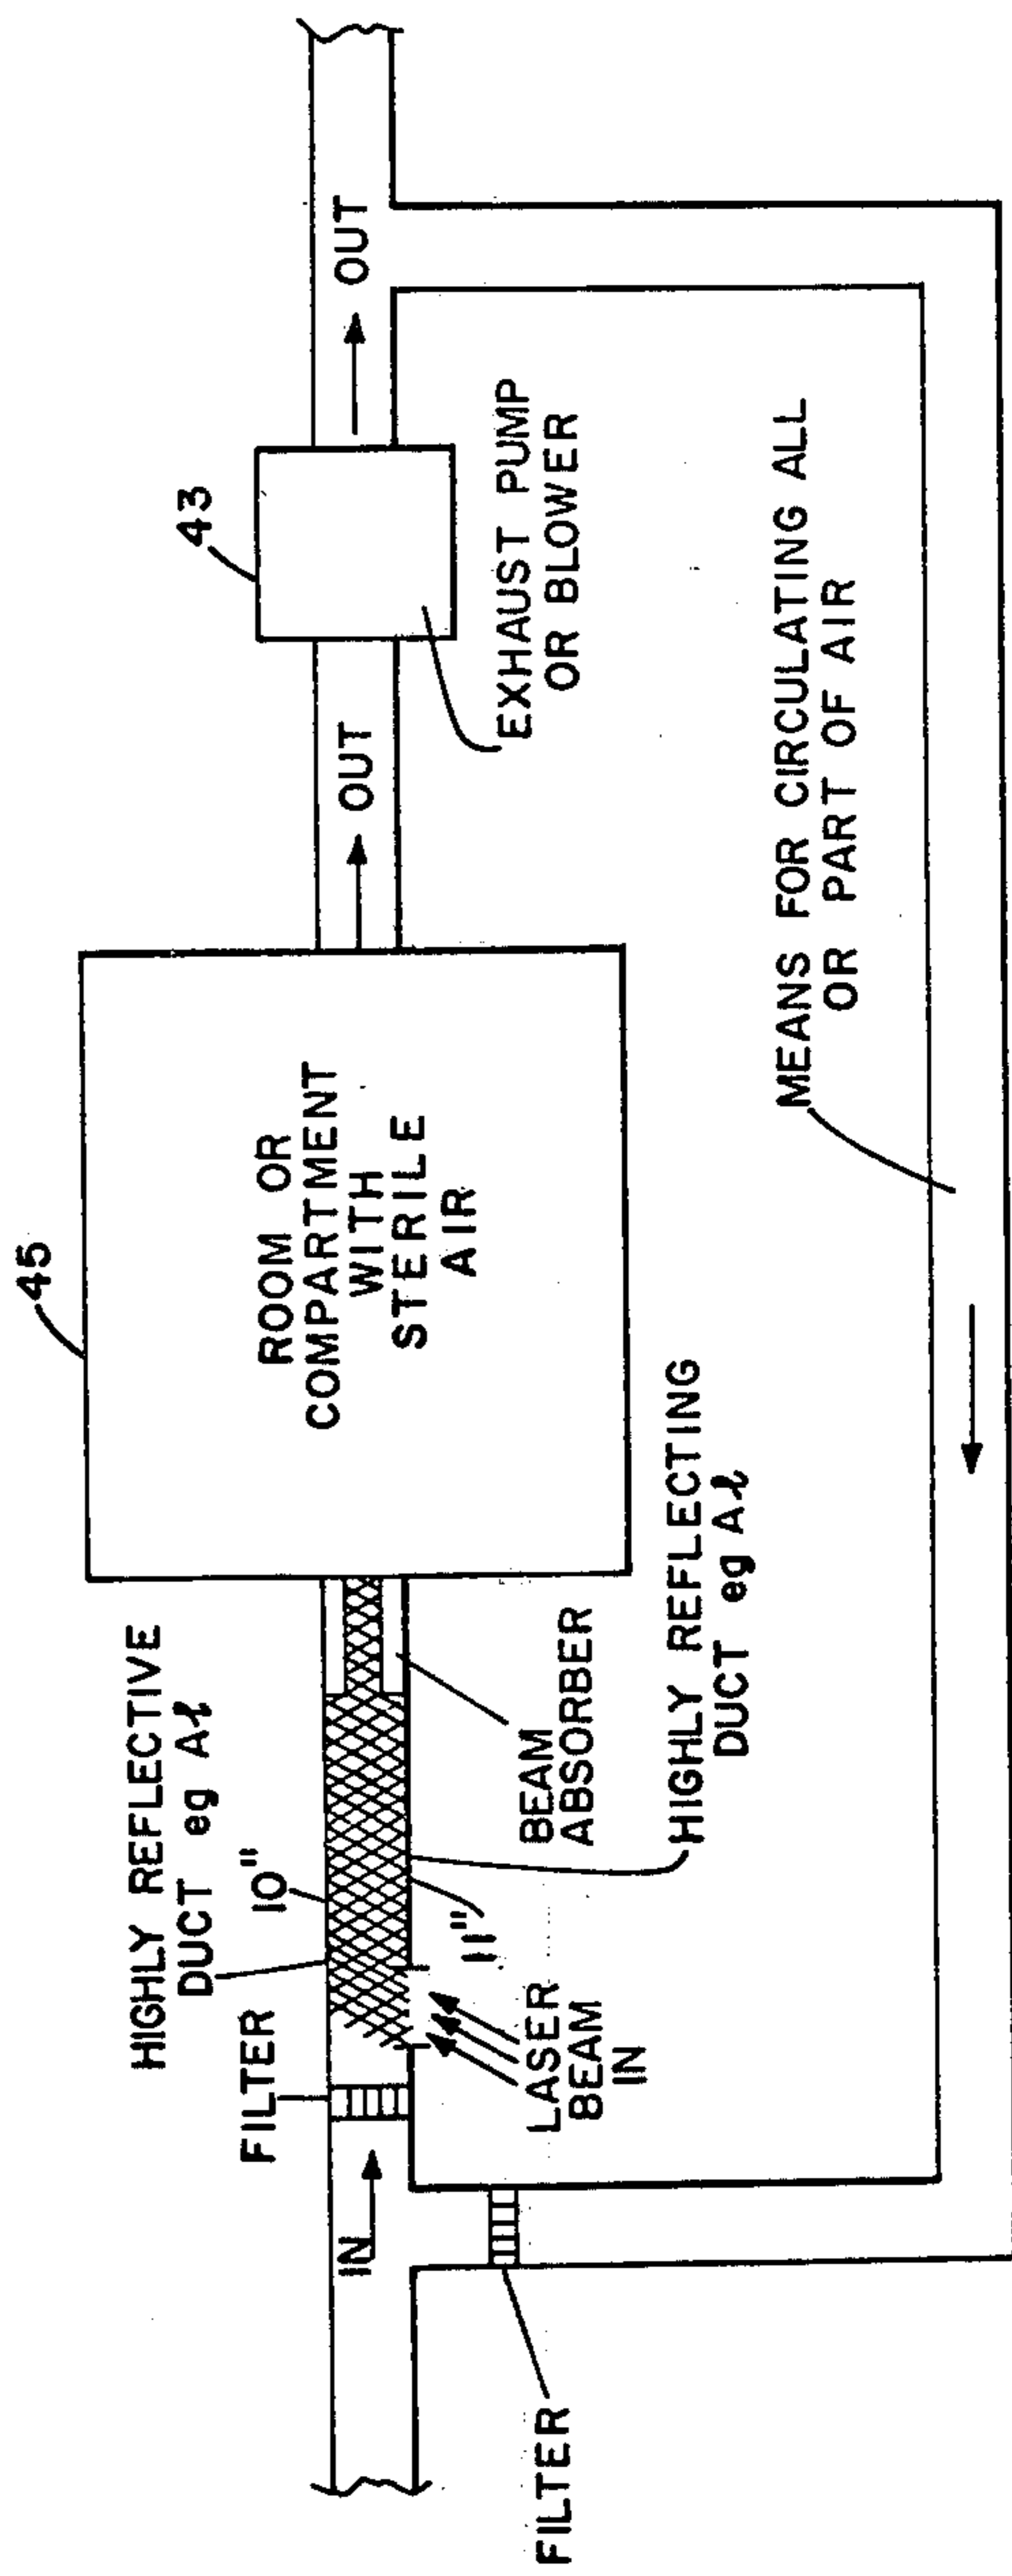 45
43
HIGHLY REFLECTIVE
DUCT eg Al
10"
FILTER
IN
ROOM OR
COMPARTMENT
WITH
STERILE
AIR
OUT
OUT
EXHAUST PUMP
OR BLOWER
11"
LASER
BEAM
IN
BEAM
ABSORBER
HIGHLY REFLECTING
DUCT eg Al
FILTER
MEANS FOR CIRCULATING ALL
OR PART OF AIR